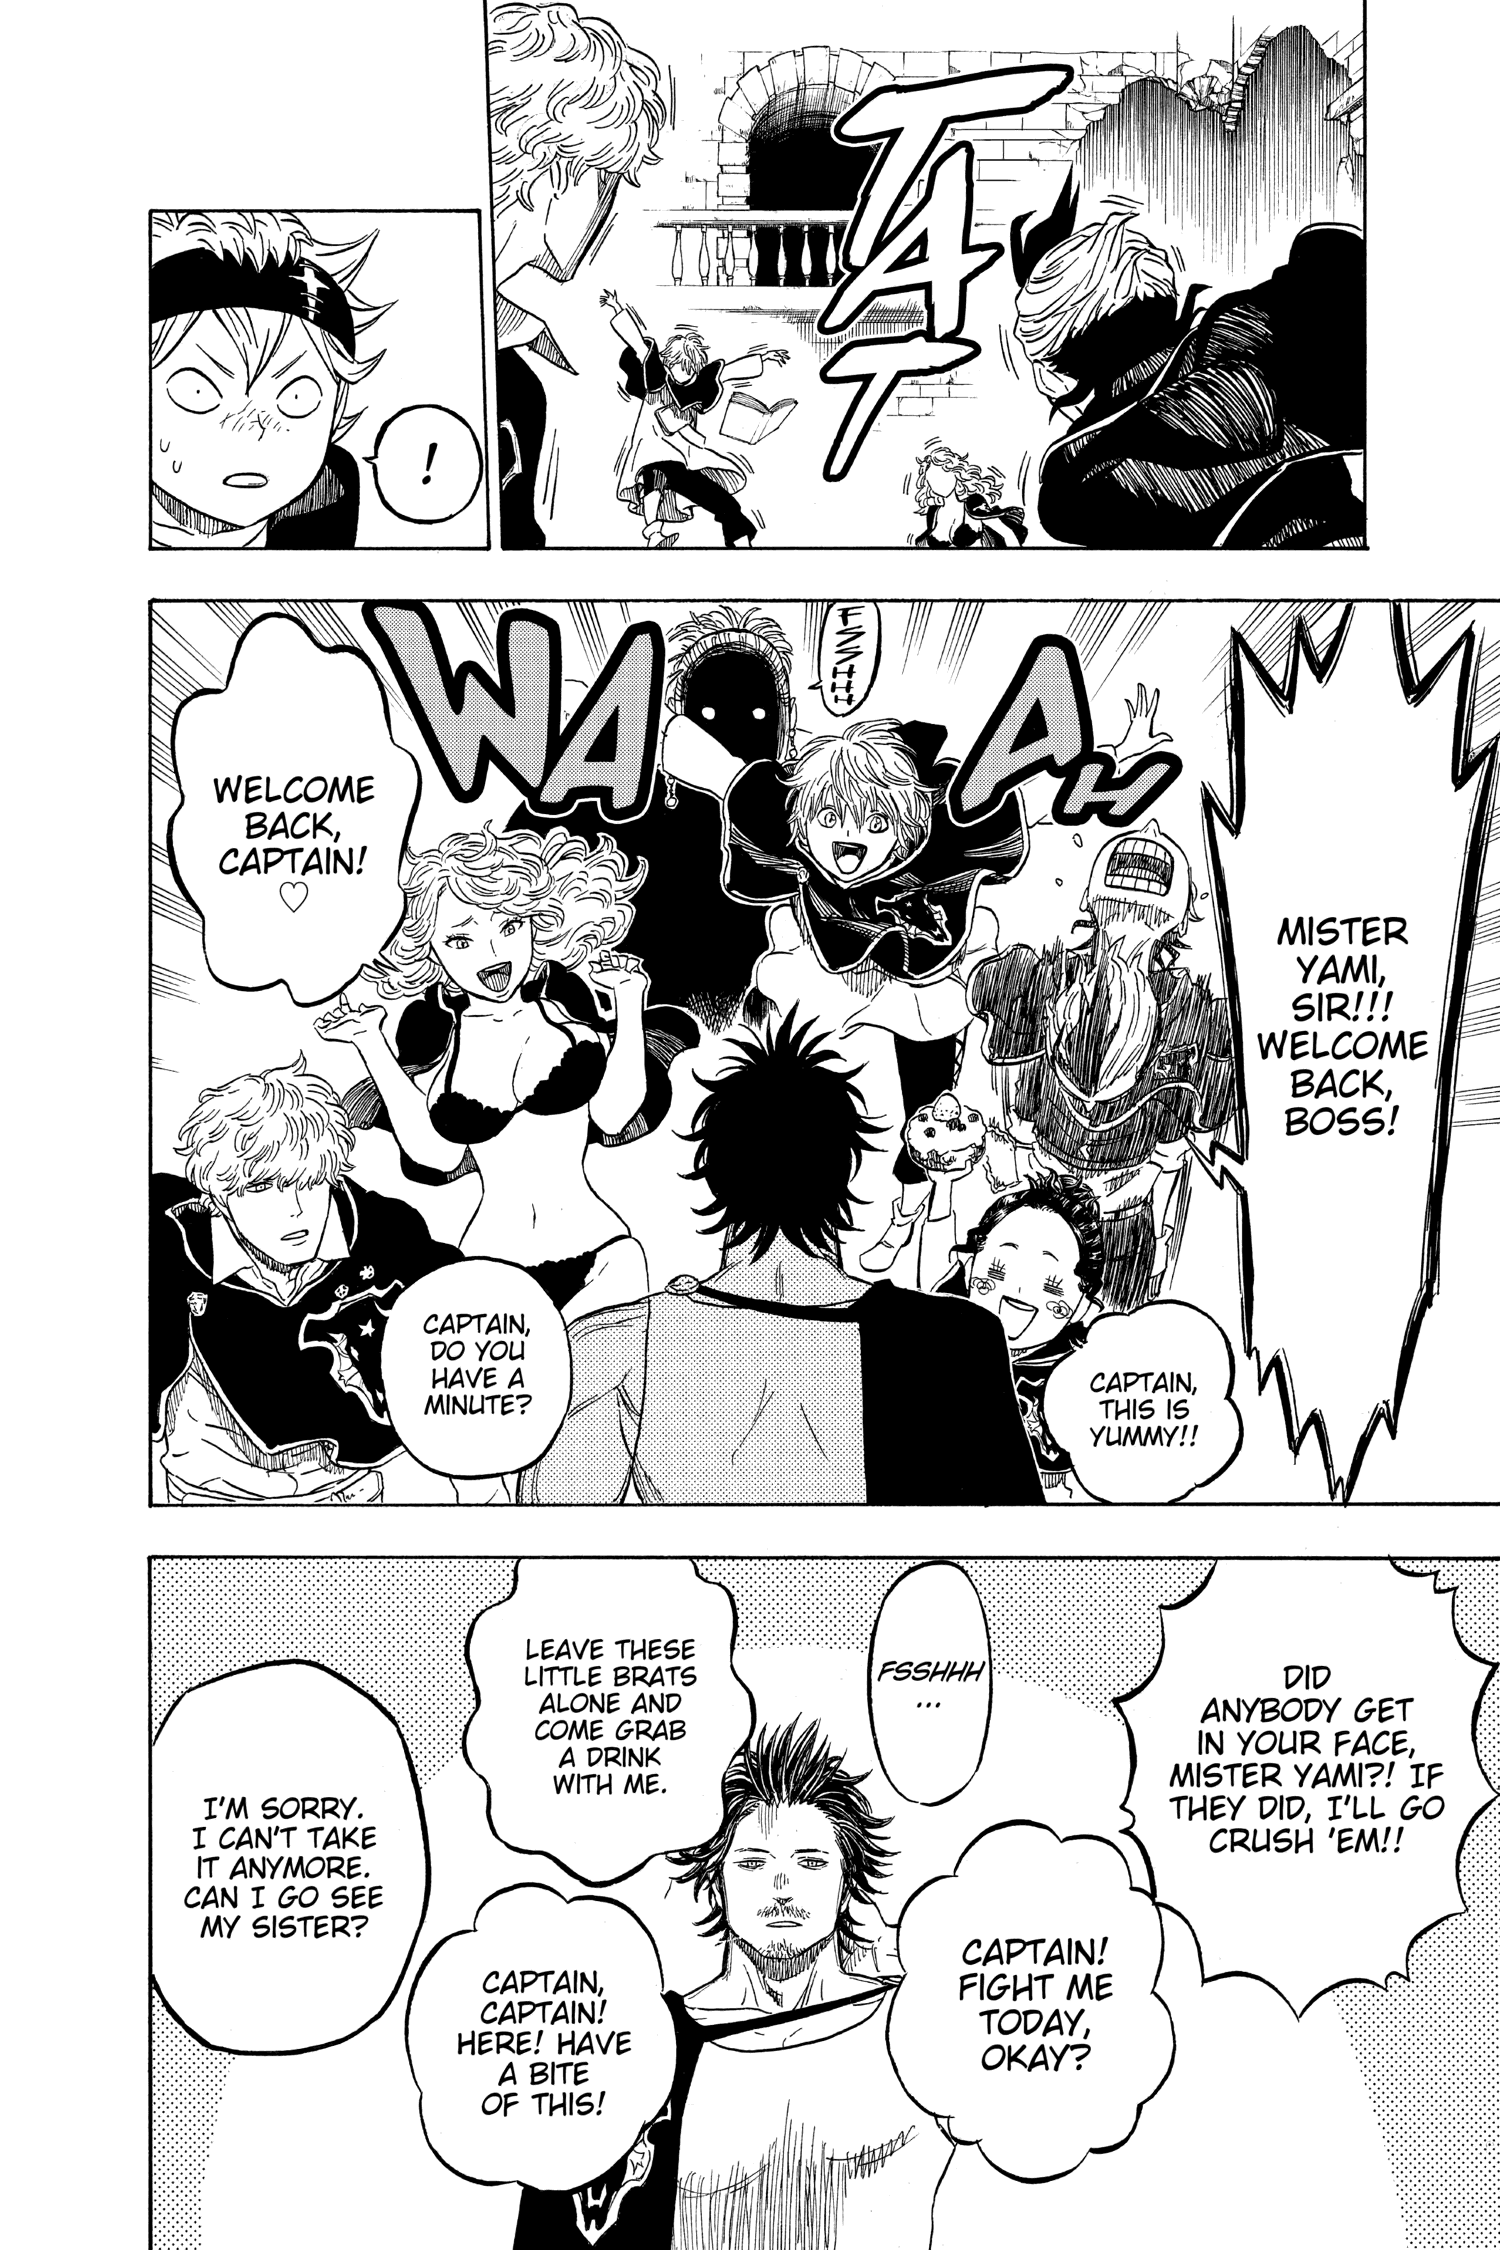 TATAT
!
MISTER
YAMI,
SIR!!!
WELCOME
BACK,
BOSS!
FSSHHH
WAAAH
WELCOME
BACK,
CAPTAIN!
♡
CAPTAIN,
THIS IS
YUMMY!!
CAPTAIN,
DO YOU
HAVE A
MINUTE?
DID
ANYBODY GET
IN YOUR FACE,
MISTER YAMI?! IF
THEY DID, I'LL GO
CRUSH 'EM!!
FSSHHH
...
CAPTAIN!
FIGHT ME
TODAY,
OKAY?
LEAVE THESE
LITTLE BRATS
ALONE AND
COME GRAB
A DRINK
WITH ME.
CAPTAIN,
CAPTAIN!
HERE! HAVE
A BITE
OF THIS!
I'M SORRY.
I CAN'T TAKE
IT ANYMORE.
CAN I GO SEE
MY SISTER?